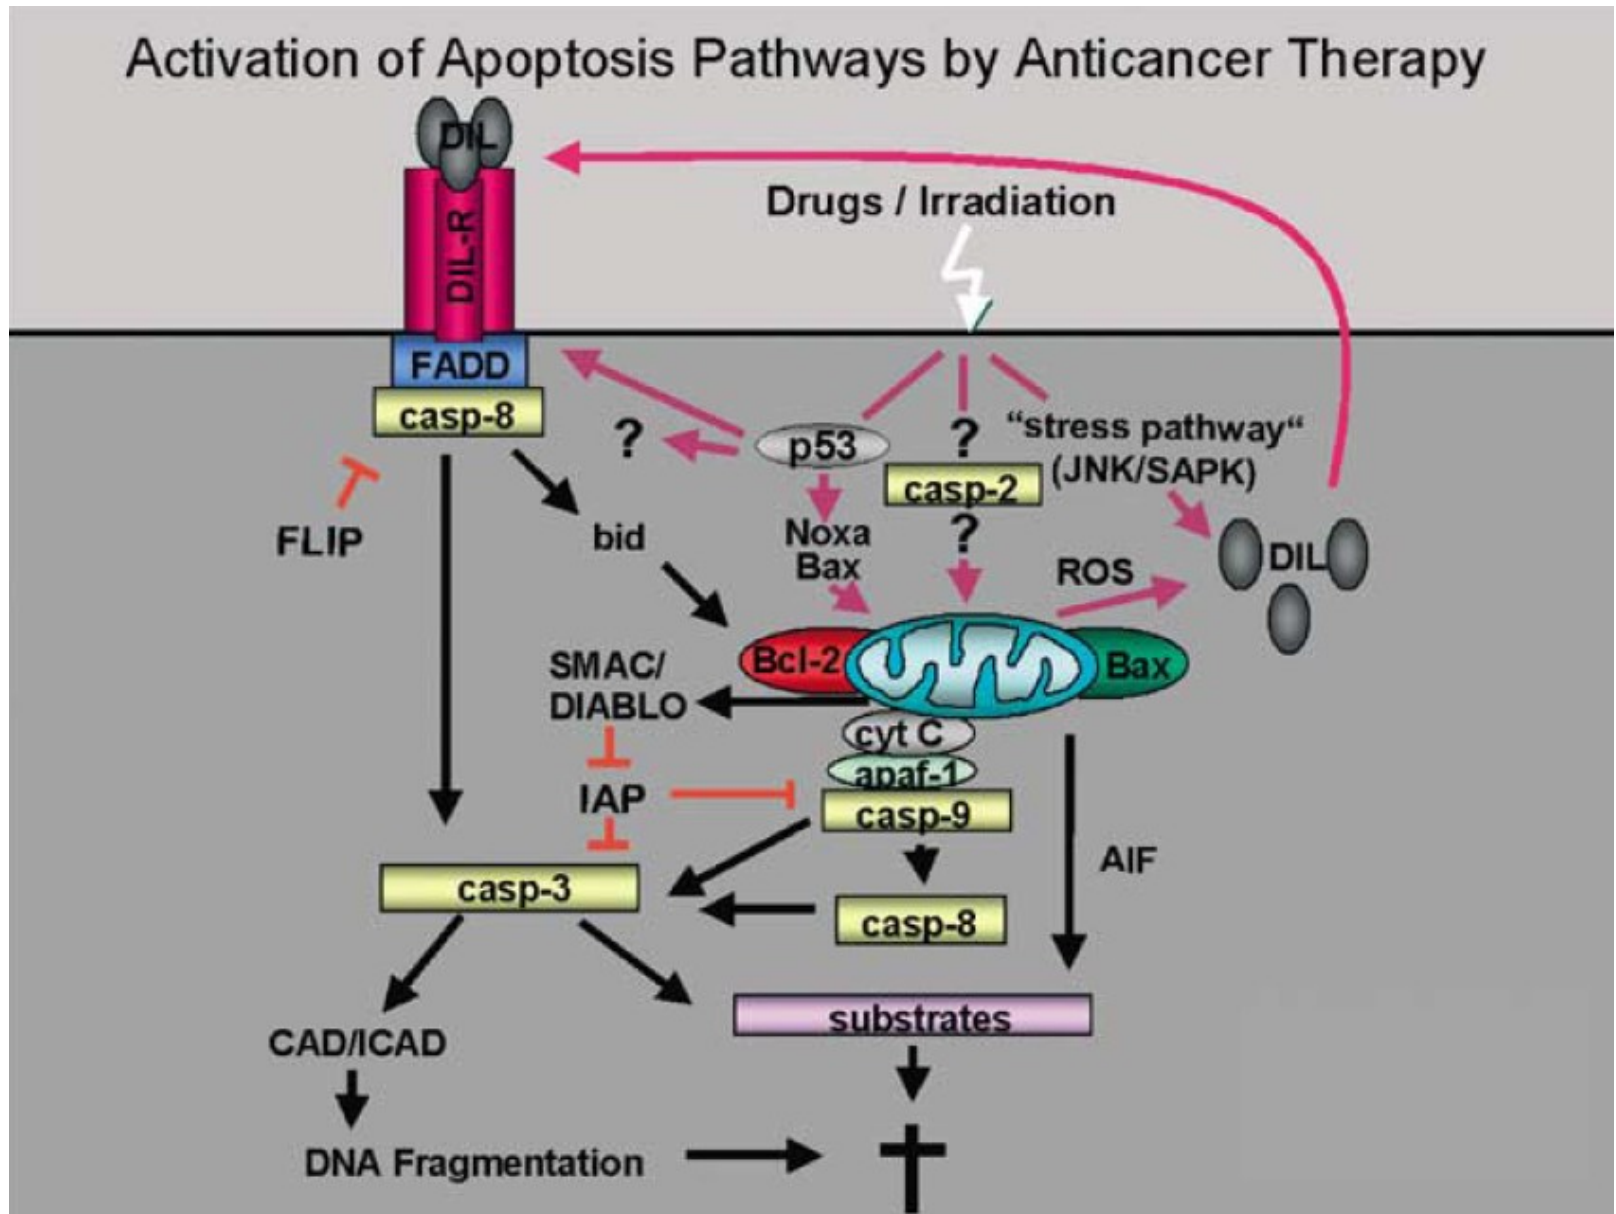 Activation of Apoptosis Pathways by Anticancer Therapy
DIL
Drugs / Irradiation
DIL-R
FADD
casp-8
?
p53
?
"stress pathway"
(JNK/SAPK)
casp-2
FLIP
bid
Noxa
Bax
?
ROS
DIL
SMAC/
DIABLO
Bcl-2
Bax
cyt C
apaf-1
IAP
casp-9
AIF
casp-3
casp-8
substrates
CAD/ICAD
DNA Fragmentation